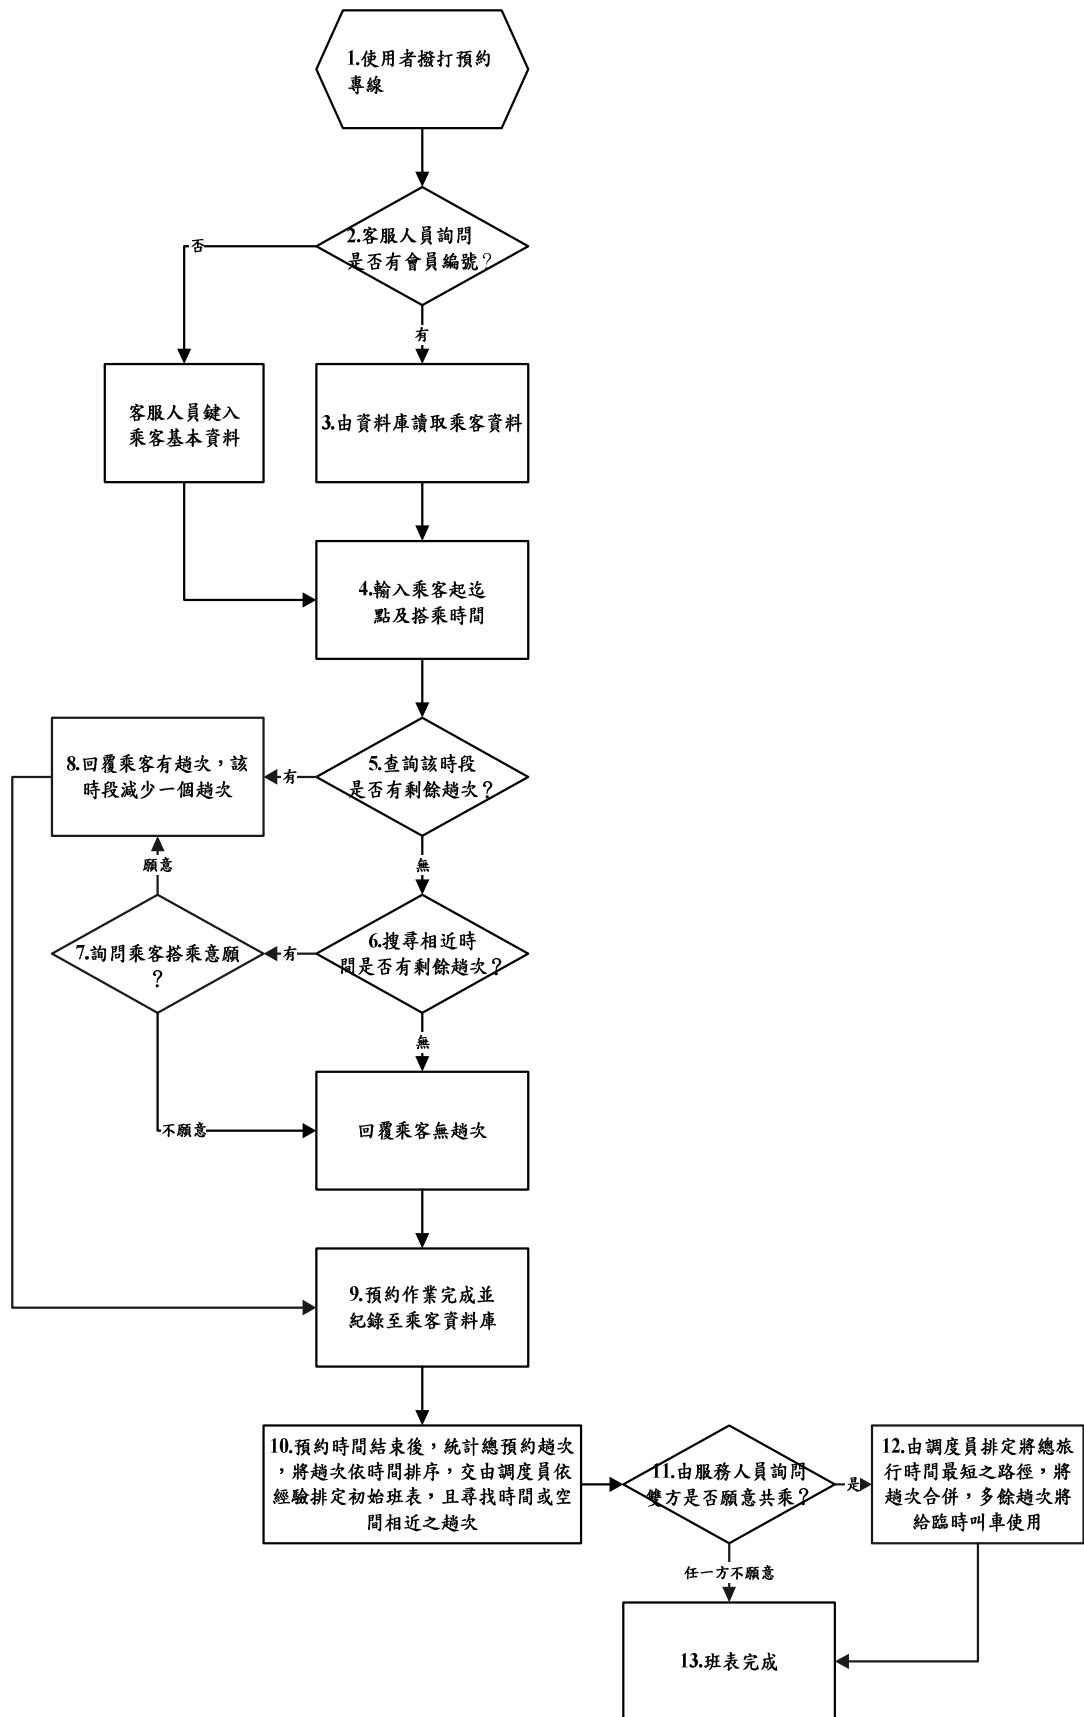 1.使用者撥打預約
專線
2.客服人員詢問
是否有會員編號?
否
有
客服人員鍵入
乘客基本資料
3.由資料庫讀取乘客資料
4.輸入乘客起迄
點及搭乘時間
8.回覆乘客有趟次，該
時段減少一個趟次
有
5.查詢該時段
是否有剩餘趟次?
願意
無
7.詢問乘客搭乘意願
?
有
6.搜尋相近時
間是否有剩餘趟次?
無
不願意
回覆乘客無趟次
9.預約作業完成並
紀錄至乘客資料庫
10.預約時間結束後，統計總預約趟次
，將趟次依時間排序，交由調度員依
經驗排定初始班表，且尋找時間或空
間相近之趟次
11.由服務人員詢問
雙方是否願意共乘?
是
12.由調度員排定將總旅
行時間最短之路徑，將
趟次合併，多餘趟次將
給臨時叫車使用
任一方不願意
13.班表完成